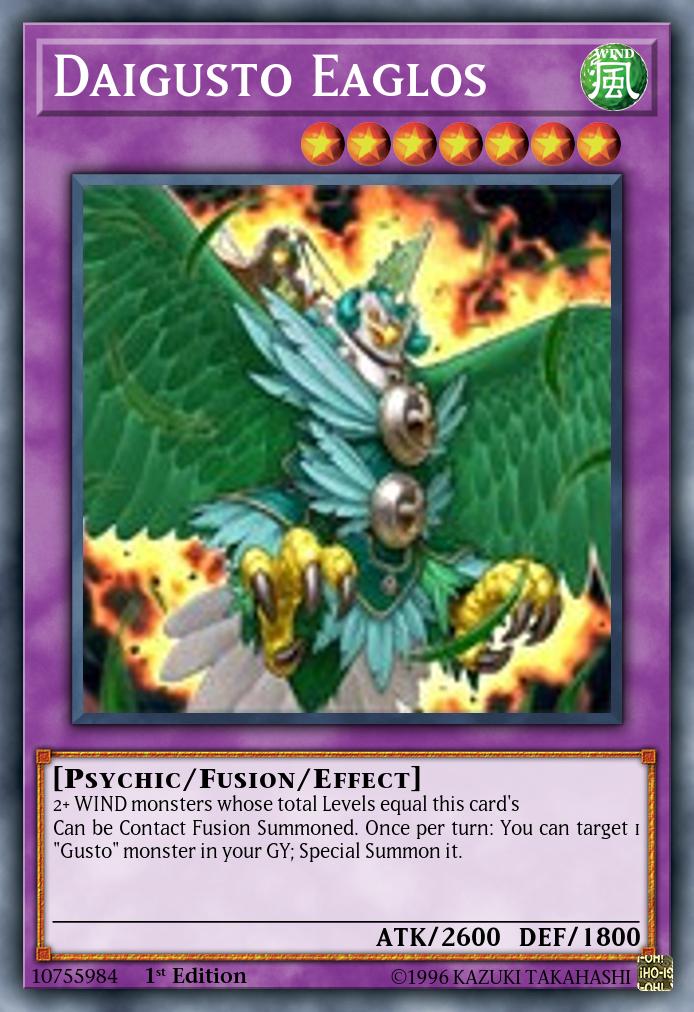 DAIGUSTO EAGLOS
WIND
風
[PSYCHIC/FUSION/EFFECT]
2+ WIND monsters whose total Levels equal this card's
Can be Contact Fusion Summoned. Once per turn: You can target 1
"Gusto" monster in your GY; Special Summon it.
ATK/2600 DEF/1800
10755984 1st Edition ©1996 KAZUKI TAKAHASHI